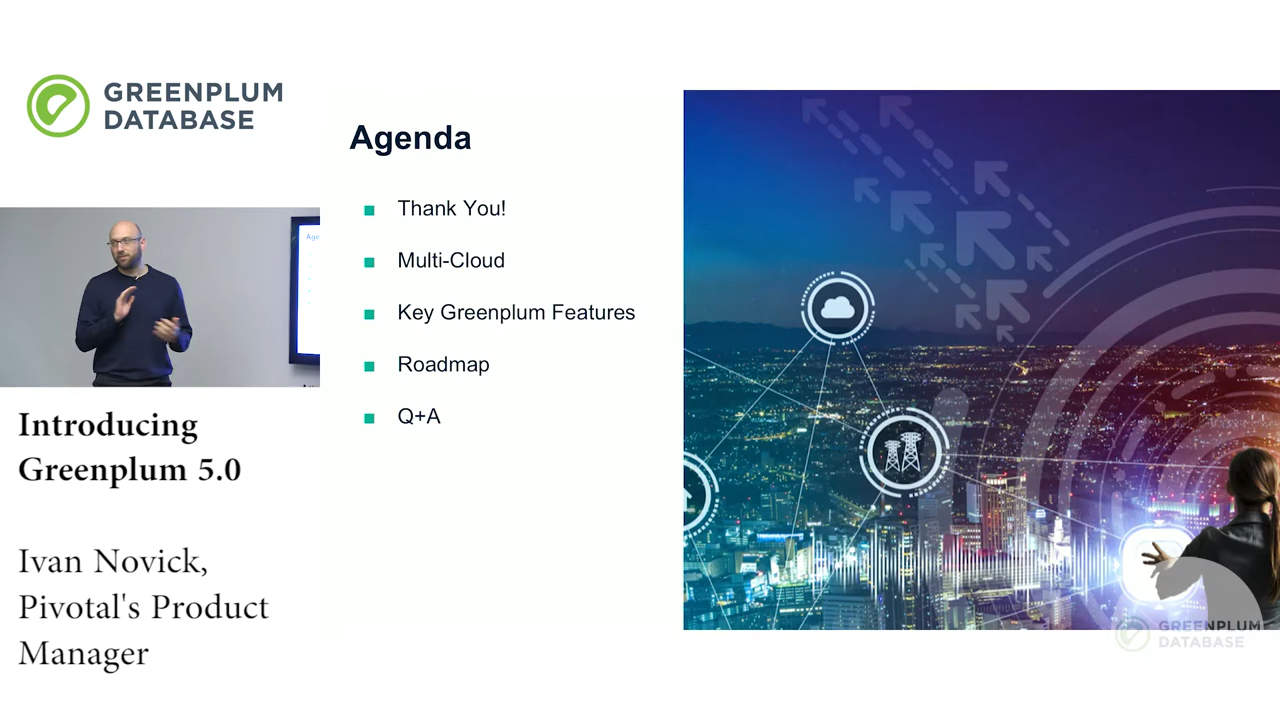 GREENPLUM
DATABASE
Agenda
Thank You!
Multi-Cloud
Key Greenplum Features
Roadmap
Q+A
Introducing
Greenplum 5.0
Ivan Novick,
Pivotal's Product
Manager
GREENPLUM
DATABASE